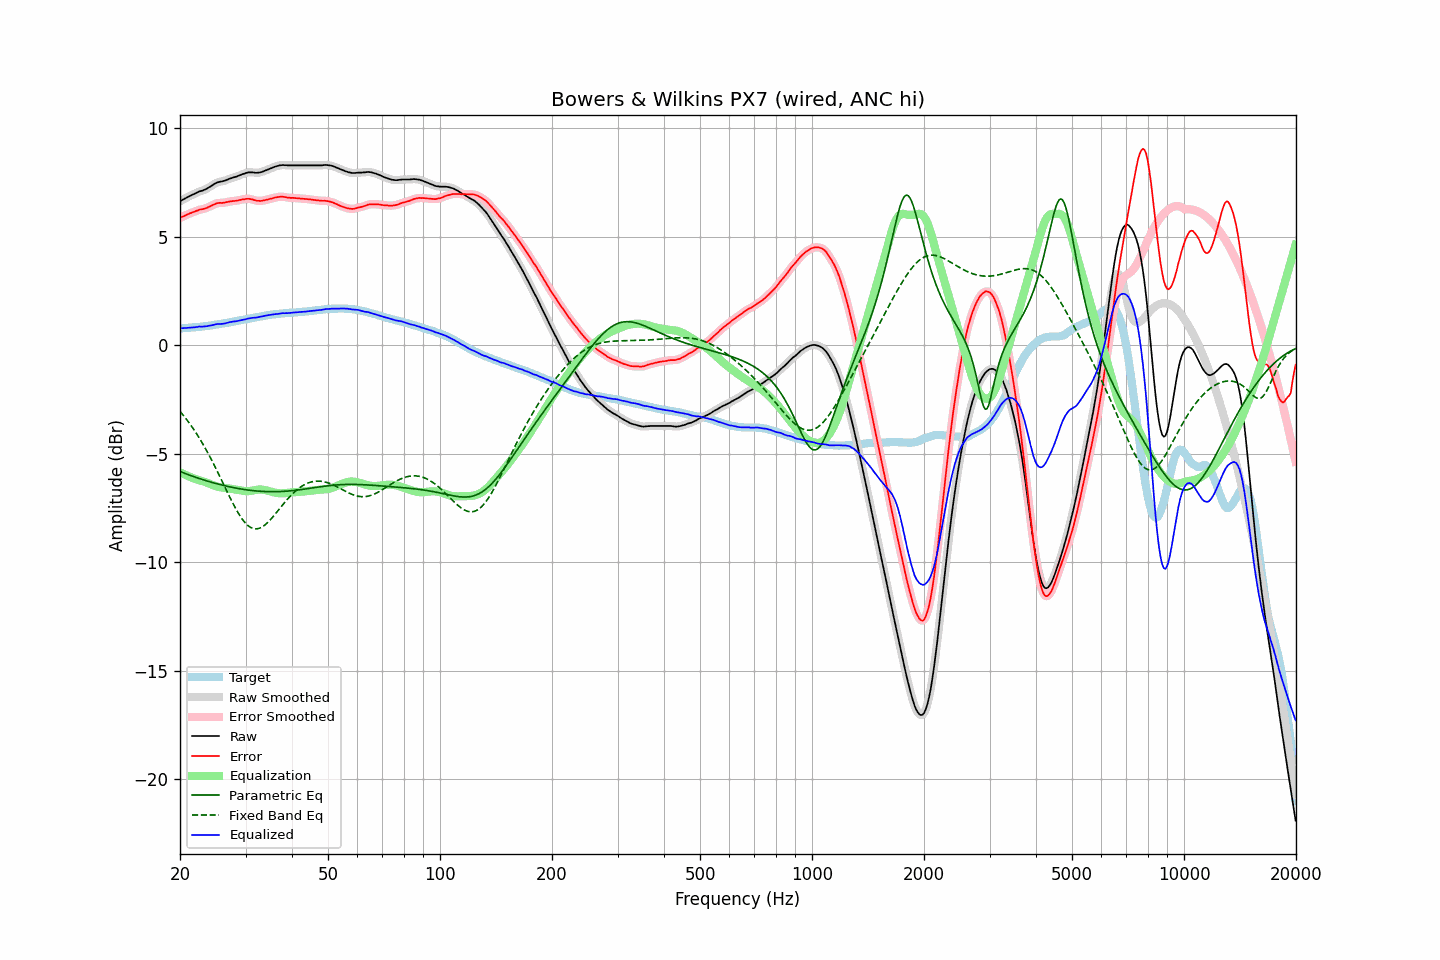 Bowers & Wilkins PX7 (wired, ANC hi)
Amplitude (dBr)
10
5
0
−5
−10
−15
−20
Target
Raw Smoothed
Error Smoothed
Raw
Error
Equalization
Parametric Eq
Fixed Band Eq
Equalized
20 50 100 200 500 1000 2000 5000 10000 20000
Frequency (Hz)